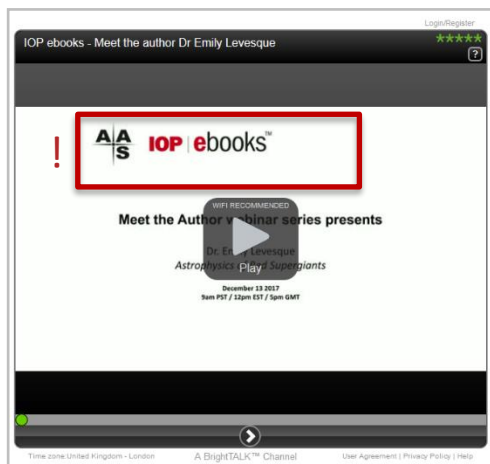 Login/Register
IOP ebooks - Meet the author Dr Emily Levesque
*****
?
!
A A
S
IOP ebooks™
WIFI RECOMMENDED
Meet the Author webinar series presents
Dr. Emily Levesque
Play
Astrophysics of Red Supergiants
December 13 2017
9am PST / 12pm EST / 5pm GMT
Time zone:United Kingdom - London
A BrightTALK™ Channel
User Agreement | Privacy Policy | Help